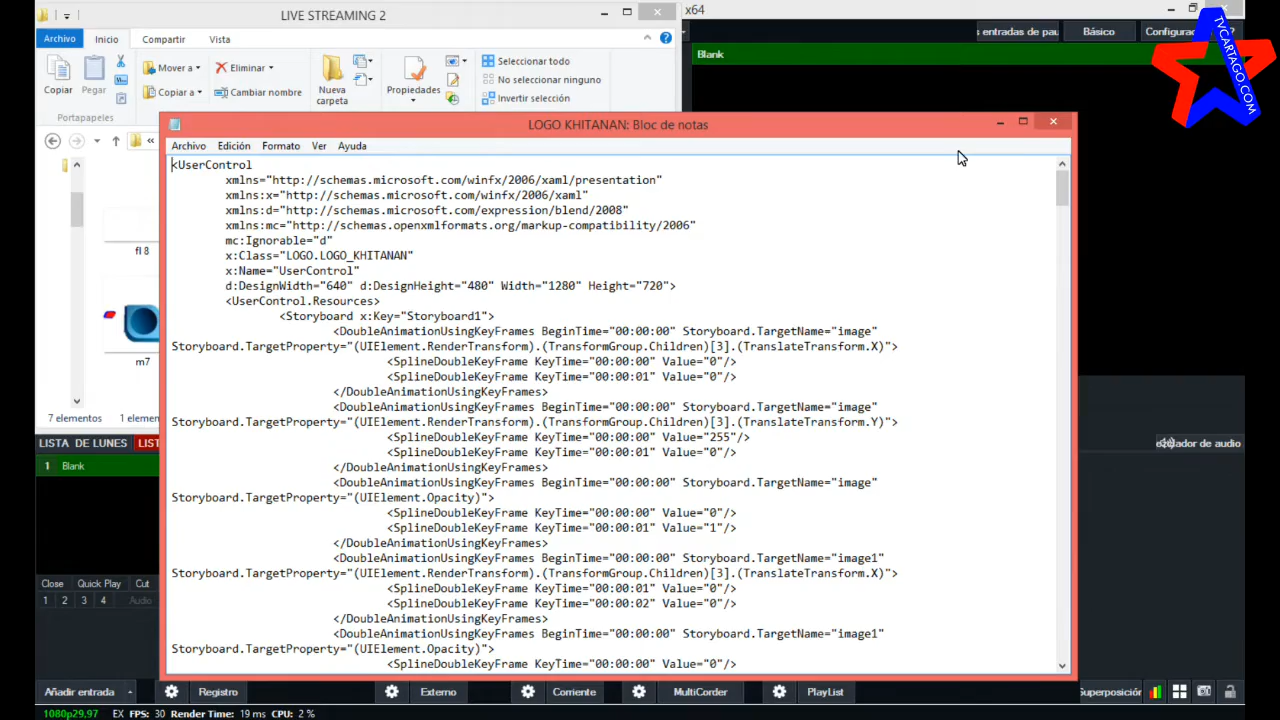 LIVE STREAMING 2
x64
Archivo
Inicio
Compartir
Vista
Copiar
Pegar
Mover a
Copiar a
Eliminar
Cambiar nombre
Nueva
carpeta
Propiedades
Seleccionar todo
No seleccionar ninguno
Invertir selección
Portapapeles
s entradas de pau
Básico
Configura
Blank
TVCARTAGO.COM
«
fl 8
m7
7 elementos
LOGO KHITANAN: Bloc de notas
Archivo Edición Formato Ver Ayuda
<UserControl
xmlns="http://schemas.microsoft.com/winfx/2006/xaml/presentation"
xmlns:x="http://schemas.microsoft.com/winfx/2006/xaml"
xmlns:d="http://schemas.microsoft.com/expression/blend/2008"
xmlns:mc="http://schemas.openxmlformats.org/markup-compatibility/2006"
mc:Ignorable="d"
x:Class="LOGO.LOGO_KHITANAN"
x:Name="UserControl"
d:DesignWidth="640" d:DesignHeight="480" Width="1280" Height="720">
<UserControl.Resources>
<Storyboard x:Key="Storyboard1">
<DoubleAnimationUsingKeyFrames BeginTime="00:00:00" Storyboard.TargetName="image"
Storyboard.TargetProperty="(UIElement.RenderTransform).(TransformGroup.Children)[3].(TranslateTransform.X)">
<SplineDoubleKeyFrame KeyTime="00:00:00" Value="0"/>
<SplineDoubleKeyFrame KeyTime="00:00:01" Value="0"/>
</DoubleAnimationUsingKeyFrames>
<DoubleAnimationUsingKeyFrames BeginTime="00:00:00" Storyboard.TargetName="image"
Storyboard.TargetProperty="(UIElement.RenderTransform).(TransformGroup.Children)[3].(TranslateTransform.Y)">
<SplineDoubleKeyFrame KeyTime="00:00:00" Value="255"/>
<SplineDoubleKeyFrame KeyTime="00:00:01" Value="0"/>
</DoubleAnimationUsingKeyFrames>
<DoubleAnimationUsingKeyFrames BeginTime="00:00:00" Storyboard.TargetName="image"
Storyboard.TargetProperty="(UIElement.Opacity)">
<SplineDoubleKeyFrame KeyTime="00:00:00" Value="0"/>
<SplineDoubleKeyFrame KeyTime="00:00:01" Value="1"/>
</DoubleAnimationUsingKeyFrames>
<DoubleAnimationUsingKeyFrames BeginTime="00:00:00" Storyboard.TargetName="image1"
Storyboard.TargetProperty="(UIElement.RenderTransform).(TransformGroup.Children)[3].(TranslateTransform.X)">
<SplineDoubleKeyFrame KeyTime="00:00:01" Value="0"/>
<SplineDoubleKeyFrame KeyTime="00:00:02" Value="0"/>
</DoubleAnimationUsingKeyFrames>
<DoubleAnimationUsingKeyFrames BeginTime="00:00:00" Storyboard.TargetName="image1"
Storyboard.TargetProperty="(UIElement.Opacity)">
<SplineDoubleKeyFrame KeyTime="00:00:00" Value="0"/>
LISTA DE LUNES
LIST
1 Blank
Close Quick Play Cut
1 2 3 4 Audio
zclador de audio
Añadir entrada
Registro
Externo
Corriente
MultiCorder
PlayList
Superposición
1080p29,97 EX FPS: 30 Render Time: 19 ms CPU: 2 %